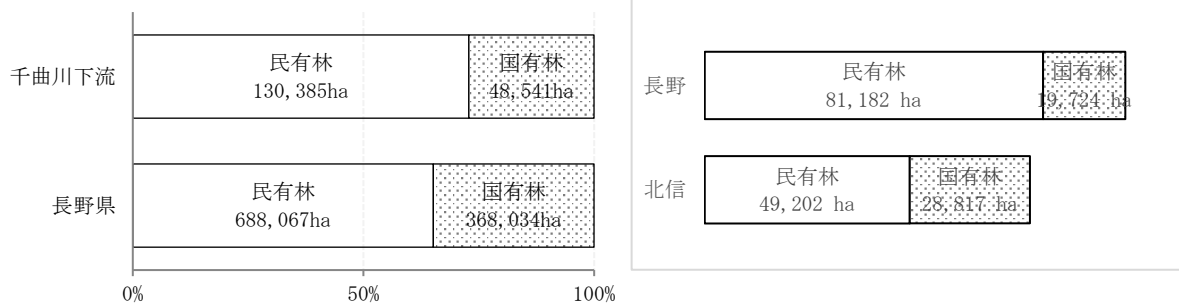 千曲川下流
民有林
130,385ha
国有林
48,541ha
長野県
民有林
688,067ha
国有林
368,034ha
0%
50%
100%
長野
民有林
81,182 ha
国有林
19,724 ha
北信
民有林
49,202 ha
国有林
28,817 ha